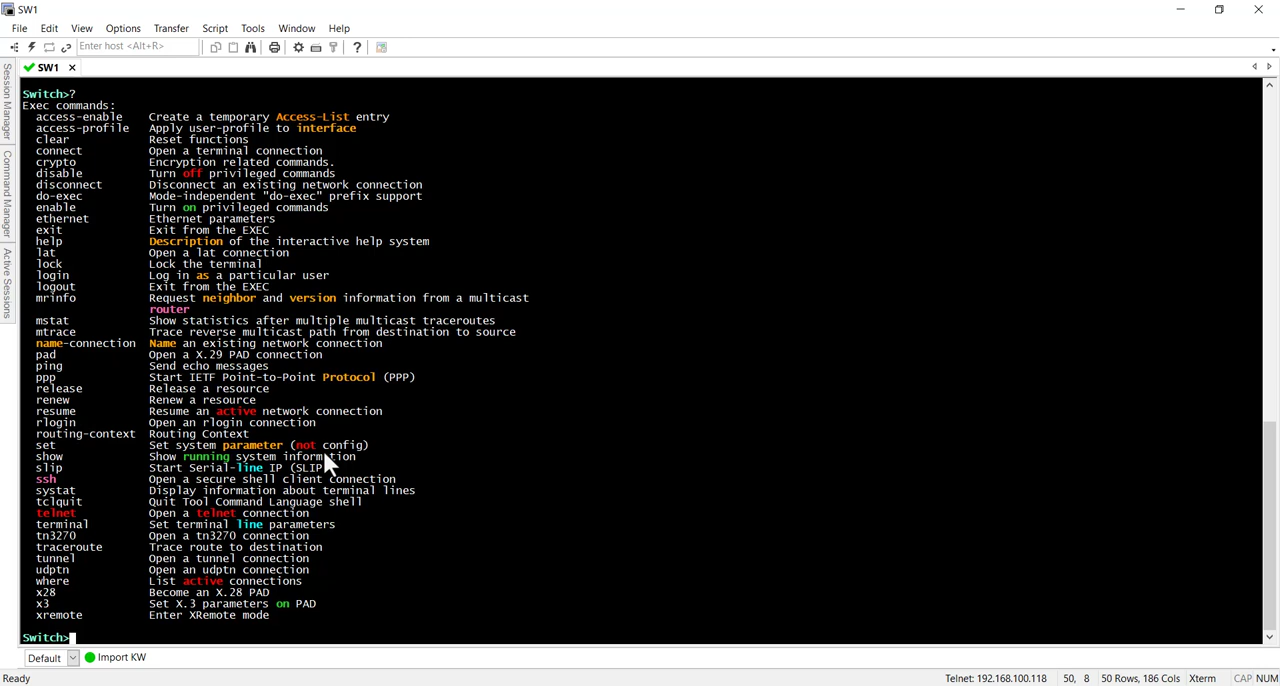 SW1
File Edit View Options Transfer Script Tools Window Help
Enter host <Alt+R>
SW1
Session Manager
Command Manager
Active Sessions
Switch>?
Exec commands:
access-enable Create a temporary Access-List entry
access-profile Apply user-profile to interface
clear Reset functions
connect Open a terminal connection
crypto Encryption related commands.
disable Turn off privileged commands
disconnect Disconnect an existing network connection
do-exec Mode-independent "do-exec" prefix support
enable Turn on privileged commands
ethernet Ethernet parameters
exit Exit from the EXEC
help Description of the interactive help system
lat Open a lat connection
lock Lock the terminal
login Log in as a particular user
logout Exit from the EXEC
mrinfo Request neighbor and version information from a multicast
router
mstat Show statistics after multiple multicast traceroutes
mtrace Trace reverse multicast path from destination to source
name-connection Name an existing network connection
pad Open a X.29 PAD connection
ping Send echo messages
ppp Start IETF Point-to-Point Protocol (PPP)
release Release a resource
renew Renew a resource
resume Resume an active network connection
rlogin Open an rlogin connection
routing-context Routing Context
set Set system parameter (not config)
show Show running system information
slip Start Serial-line IP (SLIP
ssh Open a secure shell client connection
systat Display information about terminal lines
tclquit Quit Tool Command Language shell
telnet Open a telnet connection
terminal Set terminal line parameters
tn3270 Open a tn3270 connection
traceroute Trace route to destination
tunnel Open a tunnel connection
udptn Open an udptn connection
where List active connections
x28 Become an X.28 PAD
x3 Set X.3 parameters on PAD
xremote Enter XRemote mode
Switch>
Default Import KW
Ready Telnet: 192.168.100.118 50, 8 50 Rows, 186 Cols Xterm CAP NUM